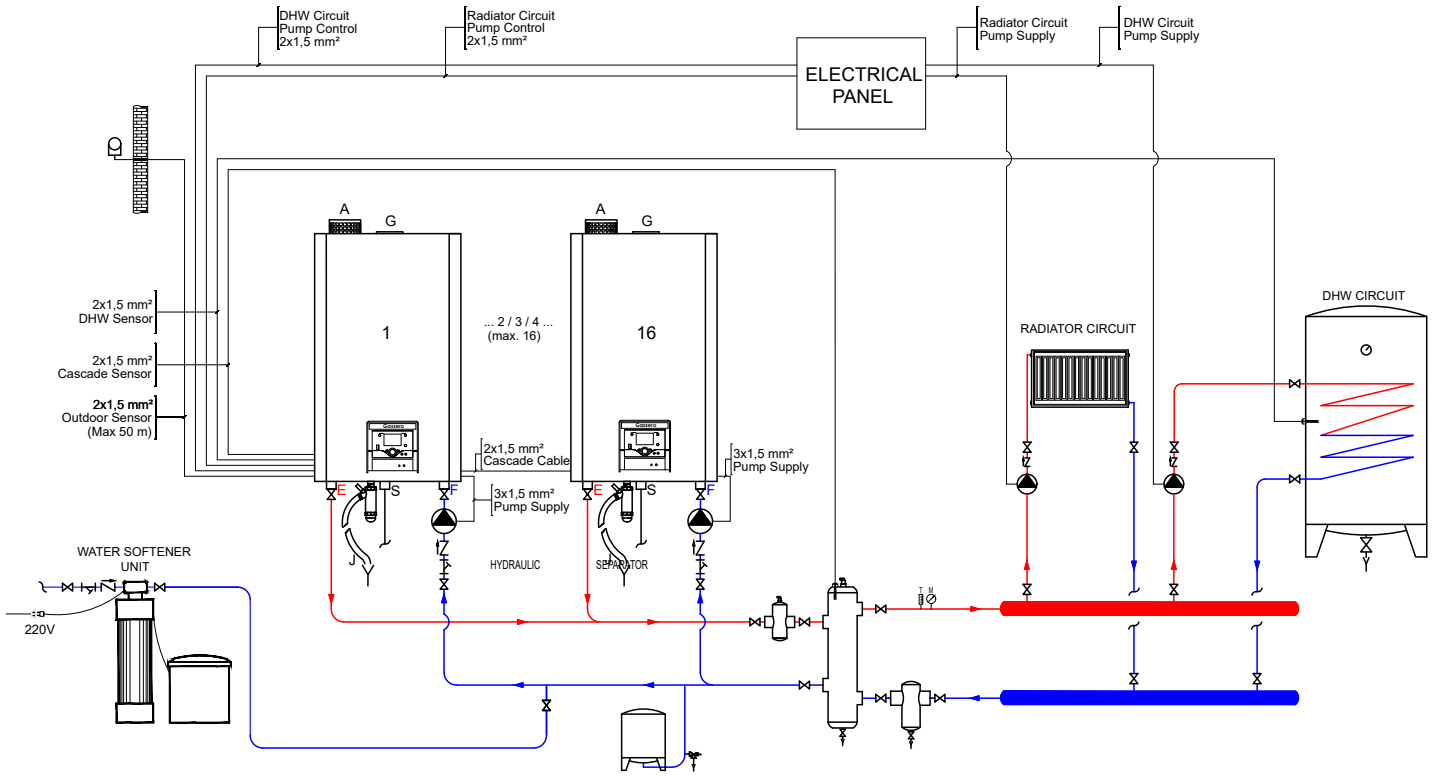 DHW Circuit
Pump Control
2x1,5 mm²
Radiator Circuit
Pump Control
2x1,5 mm²
Radiator Circuit
Pump Supply
DHW Circuit
Pump Supply
ELECTRICAL
PANEL
A
G
A
G
2x1,5 mm²
DHW Sensor
2x1,5 mm²
Cascade Sensor
2x1,5 mm²
Outdoor Sensor
(Max 50 m)
1
... 2 / 3 / 4 ...
(max. 16)
16
RADIATOR CIRCUIT
DHW CIRCUIT
Gassero
Gassero
2x1,5 mm²
Cascade Cable
3x1,5 mm²
Pump Supply
E
S
F
E
S
F
3x1,5 mm²
Pump Supply
J
J
HYDRAULIC
SEPARATOR
WATER SOFTENER
UNIT
220V
T
M